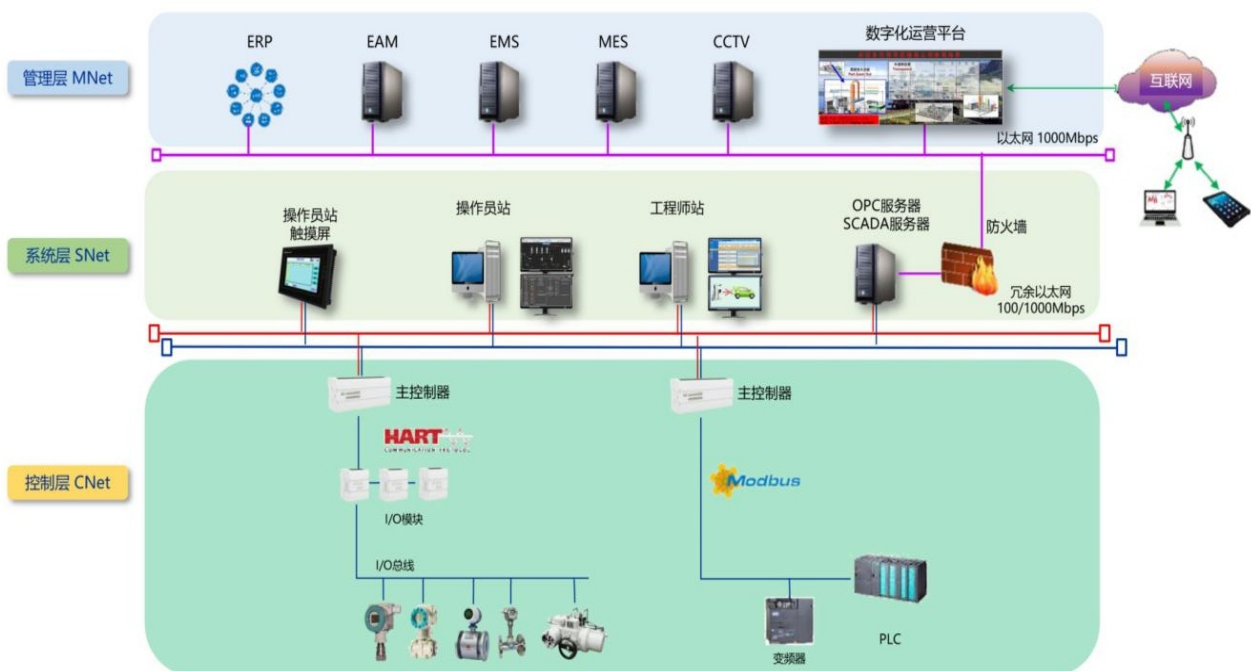 ERP
EAM
EMS
MES
CCTV
数字化运营平台
管理层 MNet
互联网
以太网 1000Mbps
操作员站
触摸屏
操作员站
工程师站
OPC服务器
SCADA服务器
防火墙
系统层 SNet
冗余以太网
100/1000Mbps
主控制器
主控制器
HART
COMMUNICATION PROTOCOL
控制层 CNet
Modbus
I/O模块
I/O总线
变频器
PLC